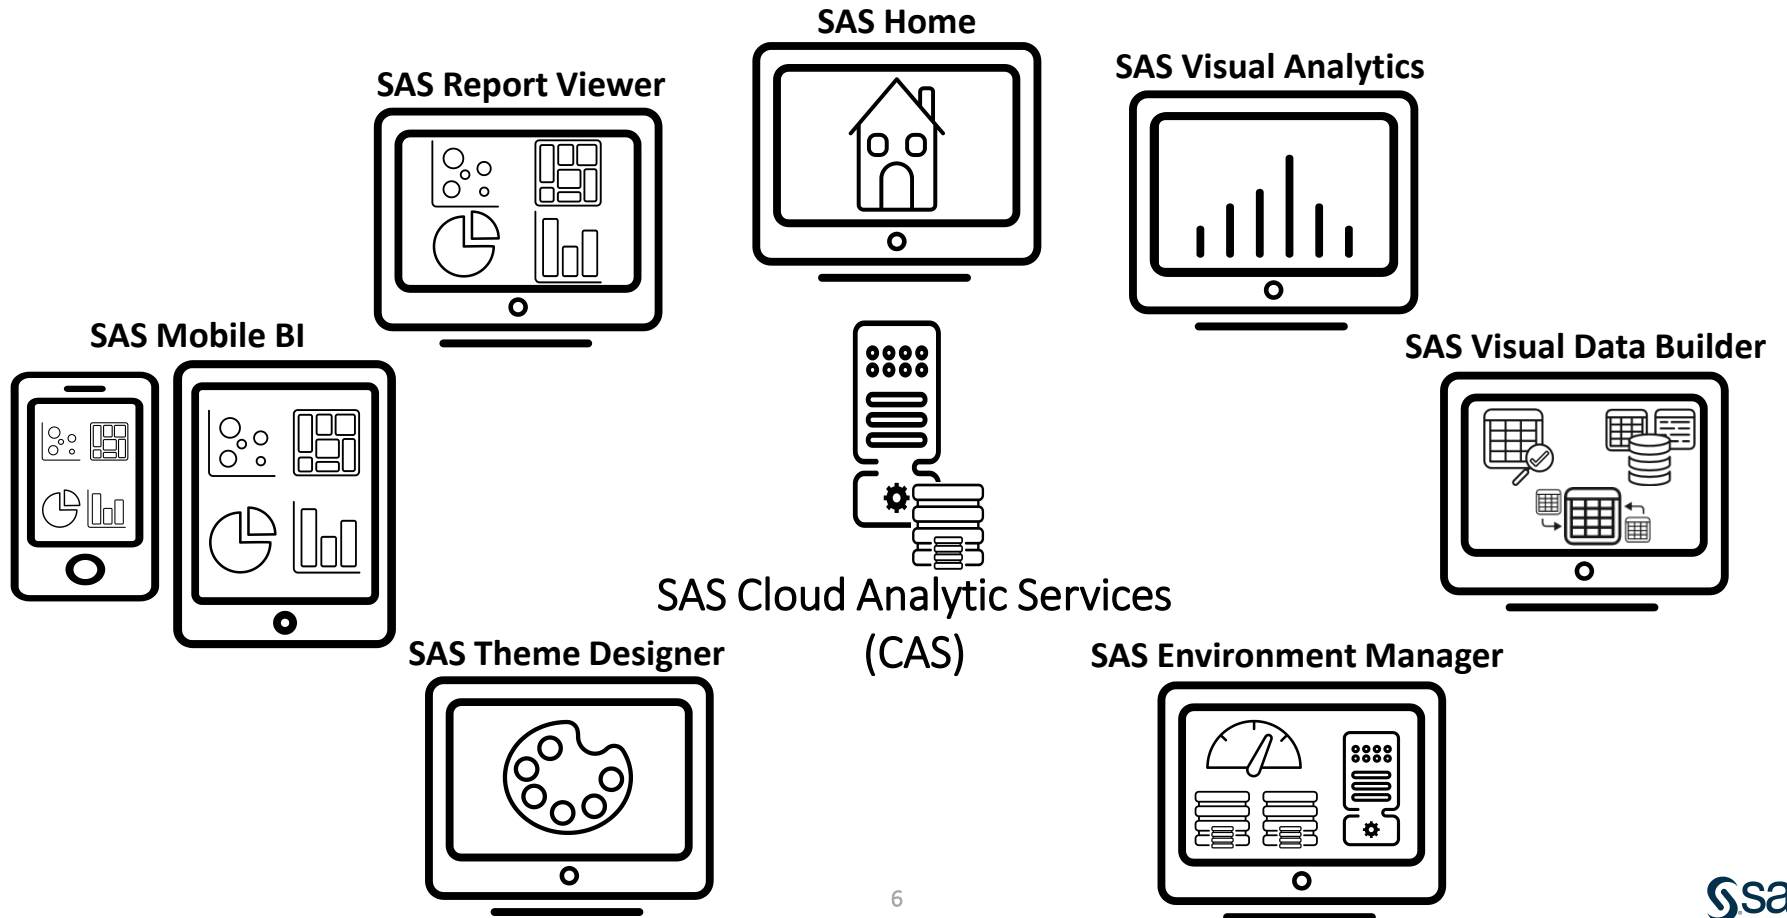 SAS Home
SAS Report Viewer
SAS Visual Analytics
SAS Mobile BI
SAS Visual Data Builder
SAS Cloud Analytic Services
(CAS)
SAS Theme Designer
SAS Environment Manager
6